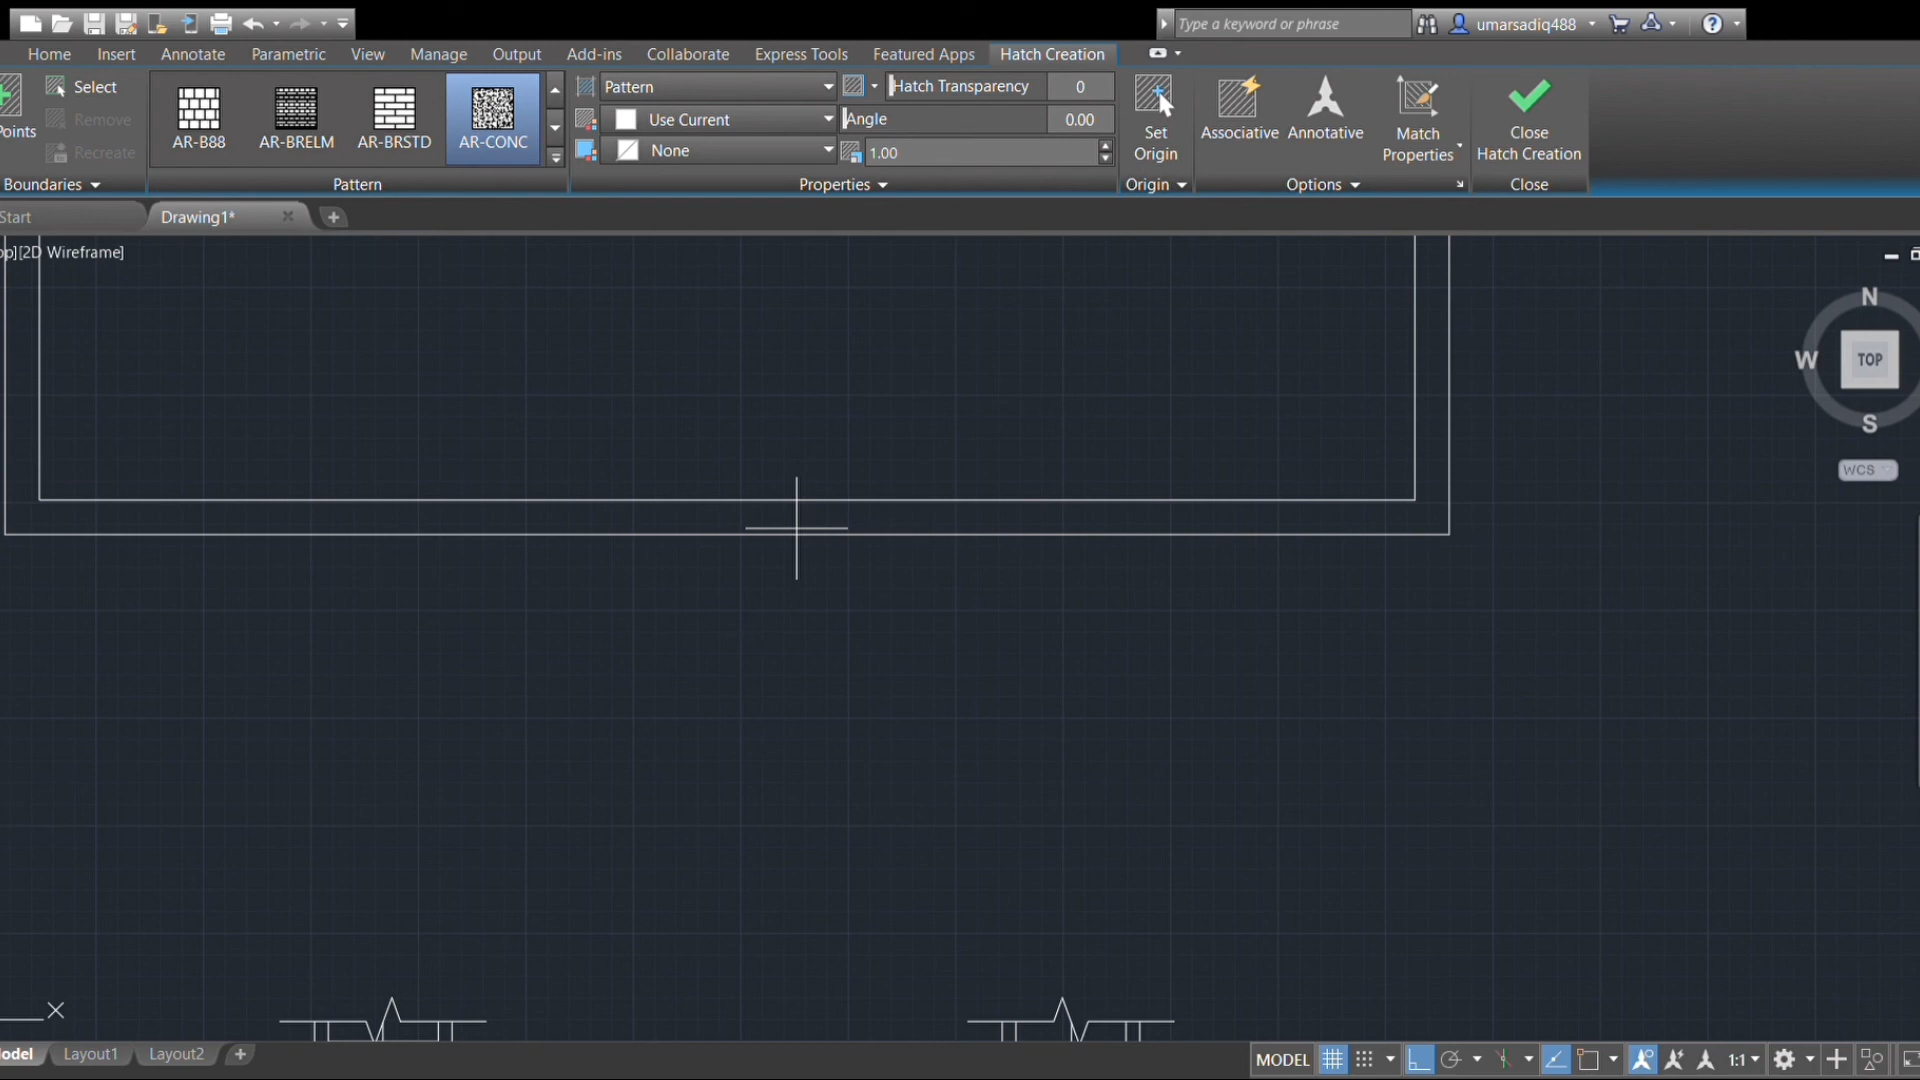 Type a keyword or phrase
umarsadiq488
Home Insert Annotate Parametric View Manage Output Add-ins Express Tools Collaborate Featured Apps Hatch Creation
Points
Select
Remove
Recreate
AR-B88 AR-BRELM AR-BRSTD AR-CONC
Pattern
Use Current
None
Hatch Transparency 0
Angle 0.00
1.00
Set
Origin
Associative
Annotative
Match
Properties
Close
Hatch Creation
Boundaries Pattern Properties Origin Options Close
Start Drawing1*
op][2D Wireframe]
N
W TOP
S
WCS
X
odel Layout1 Layout2
MODEL 1:1